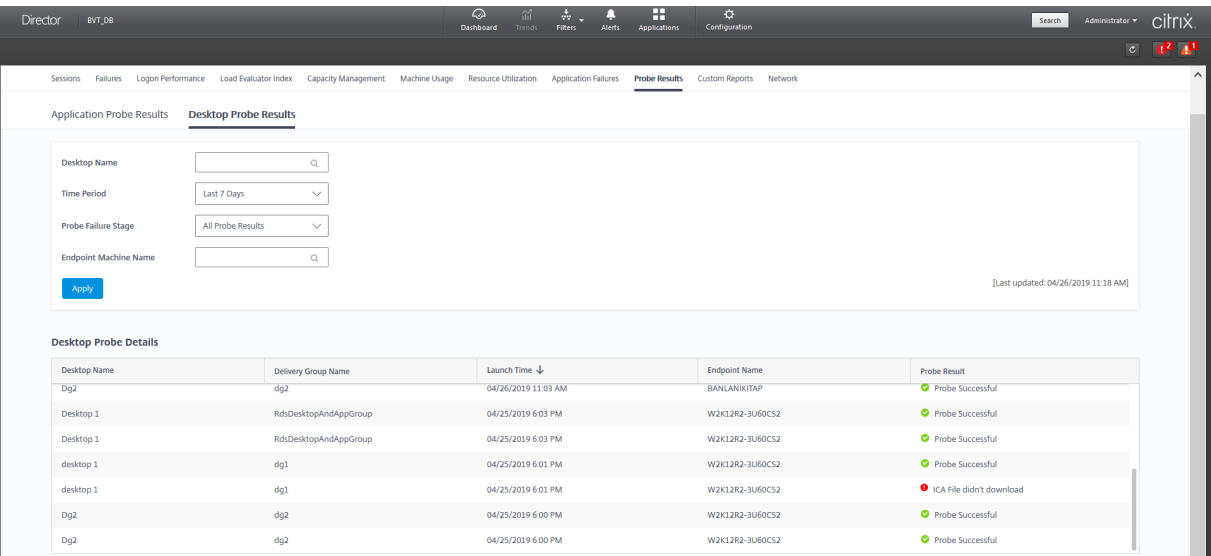 Director BVT_DB Dashboard Trends Filters Alerts Applications Configuration Search Administrator citrix.
2 1
Sessions Failures Logon Performance Load Evaluator Index Capacity Management Machine Usage Resource Utilization Application Failures Probe Results Custom Reports Network
Application Probe Results Desktop Probe Results
Desktop Name
Time Period Last 7 Days
Probe Failure Stage All Probe Results
Endpoint Machine Name
Apply [Last updated: 04/26/2019 11:18 AM]
Desktop Probe Details
Desktop Name Delivery Group Name Launch Time Endpoint Name Probe Result
Dg2 dg2 04/26/2019 11:03 AM BANLANIKITAP Probe Successful
Desktop 1 RdsDesktopAndAppGroup 04/25/2019 6:03 PM W2K12R2-3U60CS2 Probe Successful
Desktop 1 RdsDesktopAndAppGroup 04/25/2019 6:03 PM W2K12R2-3U60CS2 Probe Successful
desktop 1 dg1 04/25/2019 6:01 PM W2K12R2-3U60CS2 Probe Successful
desktop 1 dg1 04/25/2019 6:01 PM W2K12R2-3U60CS2 ICA File didn't download
Dg2 dg2 04/25/2019 6:00 PM W2K12R2-3U60CS2 Probe Successful
Dg2 dg2 04/25/2019 6:00 PM W2K12R2-3U60CS2 Probe Successful